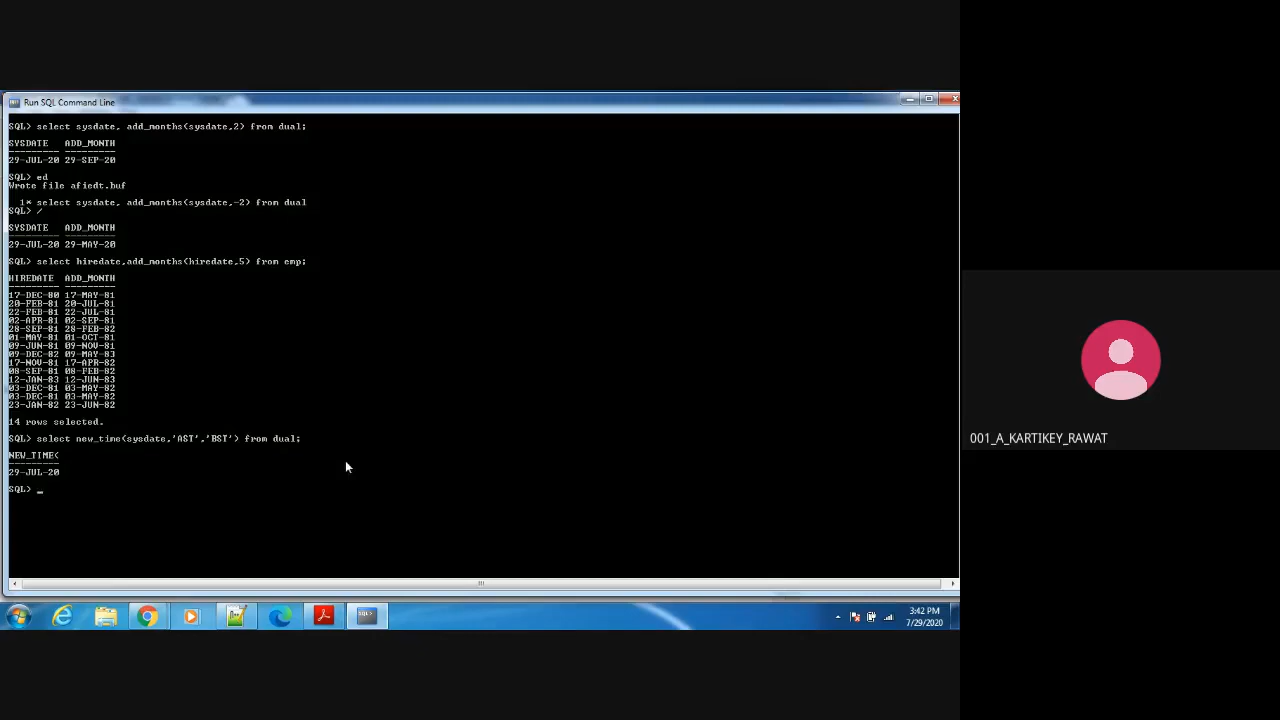 Run SQL Command Line
SQL> select sysdate, add_months(sysdate,2) from dual;
SYSDATE ADD_MONTH
--------- ---------
29-JUL-20 29-SEP-20
SQL> ed
Wrote file afiedt.buf
1* select sysdate, add_months(sysdate,-2) from dual
SQL> /
SYSDATE ADD_MONTH
--------- ---------
29-JUL-20 29-MAY-20
SQL> select hiredate,add_months(hiredate,5) from emp;
HIREDATE ADD_MONTH
--------- ---------
17-DEC-80 17-MAY-81
20-FEB-81 20-JUL-81
22-FEB-81 22-JUL-81
02-APR-81 02-SEP-81
28-SEP-81 28-FEB-82
01-MAY-81 01-OCT-81
09-JUN-81 09-NOV-81
09-DEC-82 09-MAY-83
17-NOV-81 17-APR-82
08-SEP-81 08-FEB-82
12-JAN-83 12-JUN-83
03-DEC-81 03-MAY-82
03-DEC-81 03-MAY-82
23-JAN-82 23-JUN-82
14 rows selected.
SQL> select new_time(sysdate,'AST','BST') from dual;
NEW_TIME(
---------
29-JUL-20
SQL> _
001_A_KARTIKEY_RAWAT
3:42 PM
7/29/2020